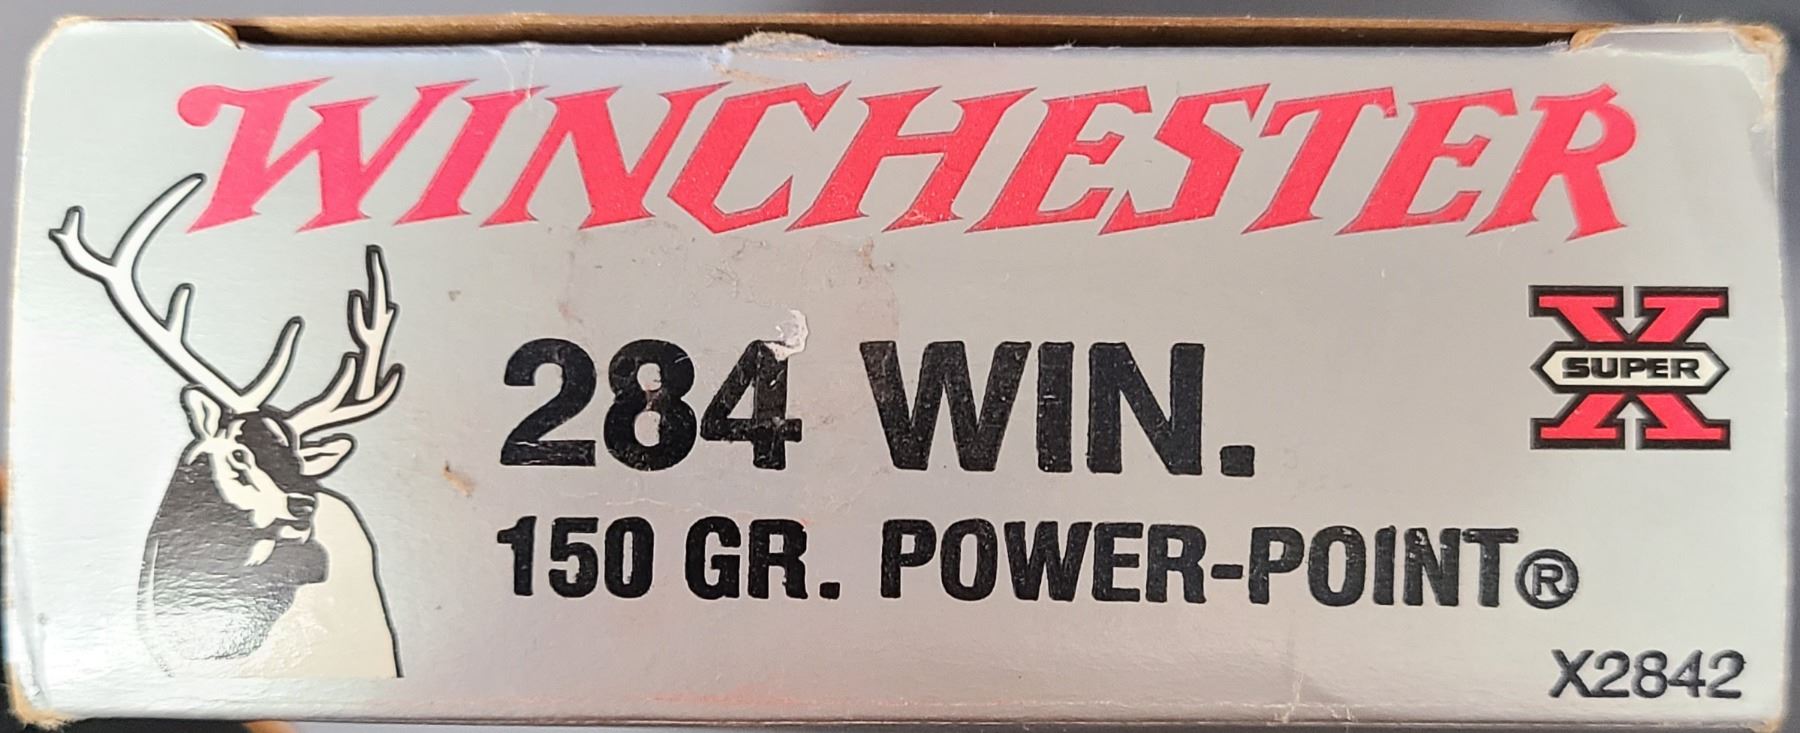 WINCHESTER
284 WIN.
X
SUPER
150 GR. POWER-POINT®
X2842